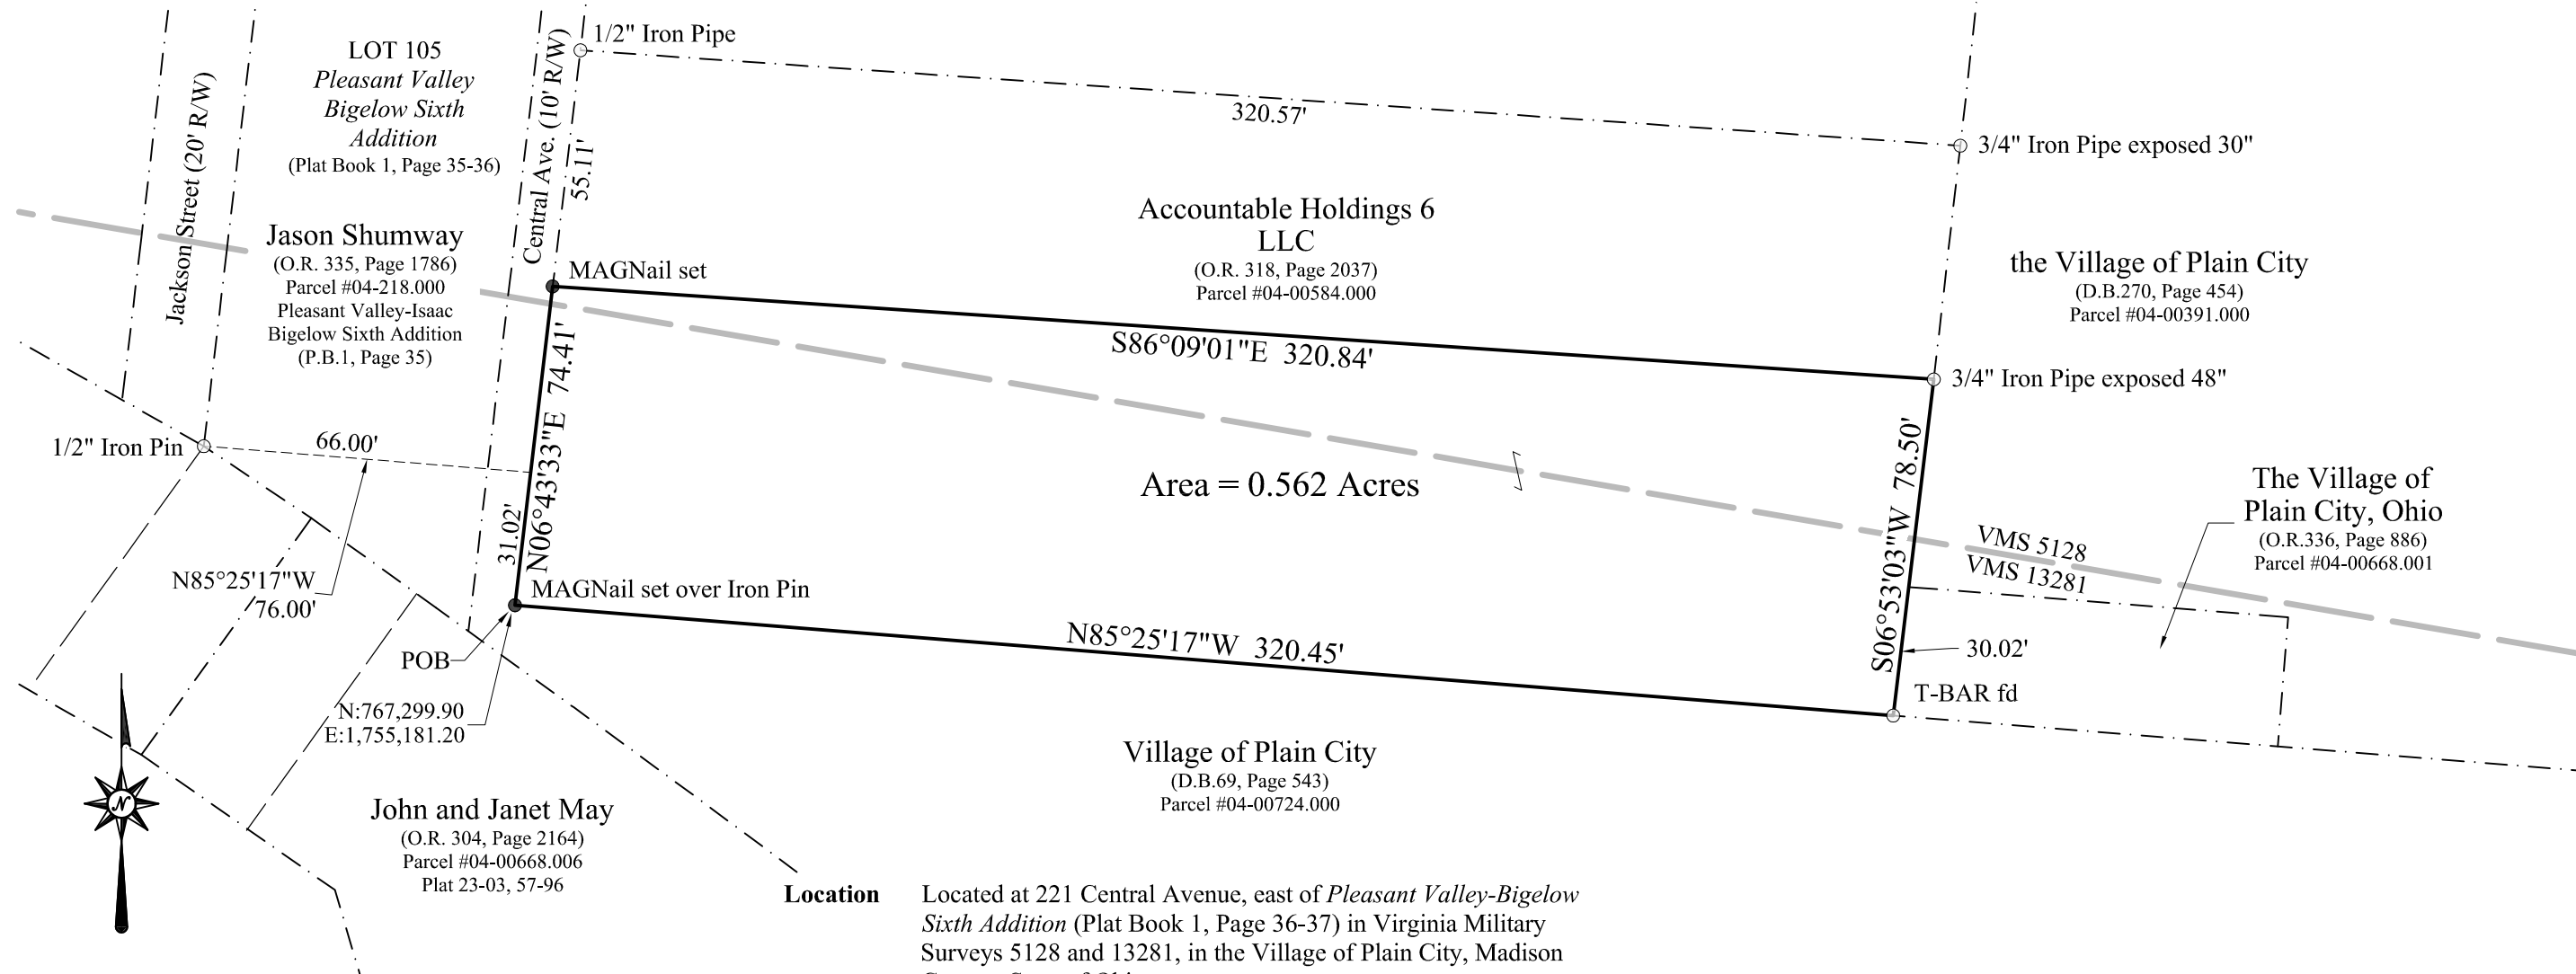 LOT 105
Pleasant Valley
Bigelow Sixth
Addition
(Plat Book 1, Page 35-36)
Jackson Street (20' R/W)
Central Ave. (10' R/W)
1/2" Iron Pipe
55.11'
320.57'
3/4" Iron Pipe exposed 30"
Jason Shumway
(O.R. 335, Page 1786)
Parcel #04-218.000
Pleasant Valley-Isaac
Bigelow Sixth Addition
(P.B.1, Page 35)
MAGNail set
Accountable Holdings 6
LLC
(O.R. 318, Page 2037)
Parcel #04-00584.000
the Village of Plain City
(D.B.270, Page 454)
Parcel #04-00391.000
S86°09'01"E 320.84'
3/4" Iron Pipe exposed 48"
1/2" Iron Pin
66.00'
N06°43'33"E 74.41'
31.02'
Area = 0.562 Acres
S06°53'03"W 78.50'
The Village of
Plain City, Ohio
(O.R.336, Page 886)
Parcel #04-00668.001
VMS 5128
VMS 13281
N85°25'17"W
76.00'
MAGNail set over Iron Pin
N85°25'17"W 320.45'
30.02'
POB
T-BAR fd
N:767,299.90
E:1,755,181.20
Village of Plain City
(D.B.69, Page 543)
Parcel #04-00724.000
N
John and Janet May
(O.R. 304, Page 2164)
Parcel #04-00668.006
Plat 23-03, 57-96
Location Located at 221 Central Avenue, east of Pleasant Valley-Bigelow
Sixth Addition (Plat Book 1, Page 36-37) in Virginia Military
Surveys 5128 and 13281, in the Village of Plain City, Madison